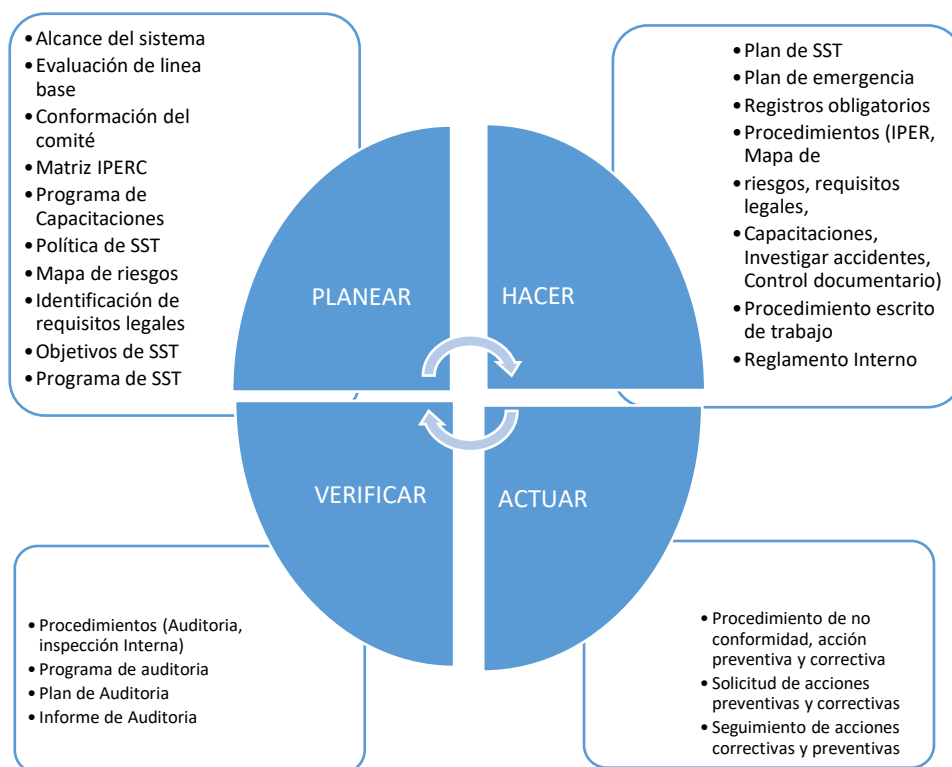 •Alcance del sistema
•Evaluación de linea
base
•Conformación del
comité
•Matriz IPERC
•Programa de
Capacitaciones
•Política de SST
•Mapa de riesgos
•Identificación de
requisitos legales
•Objetivos de SST
•Programa de SST
•Plan de SST
•Plan de emergencia
•Registros obligatorios
•Procedimientos (IPER,
Mapa de
•riesgos, requisitos
legales,
•Capacitaciones,
Investigar accidentes,
Control documentario)
•Procedimiento escrito
de trabajo
•Reglamento Interno
PLANEAR
HACER
VERIFICAR
ACTUAR
•Procedimientos (Auditoria,
inspección Interna)
•Programa de auditoria
•Plan de Auditoria
•Informe de Auditoria
•Procedimiento de no
conformidad, acción
preventiva y correctiva
•Solicitud de acciones
preventivas y correctivas
•Seguimiento de acciones
correctivas y preventivas